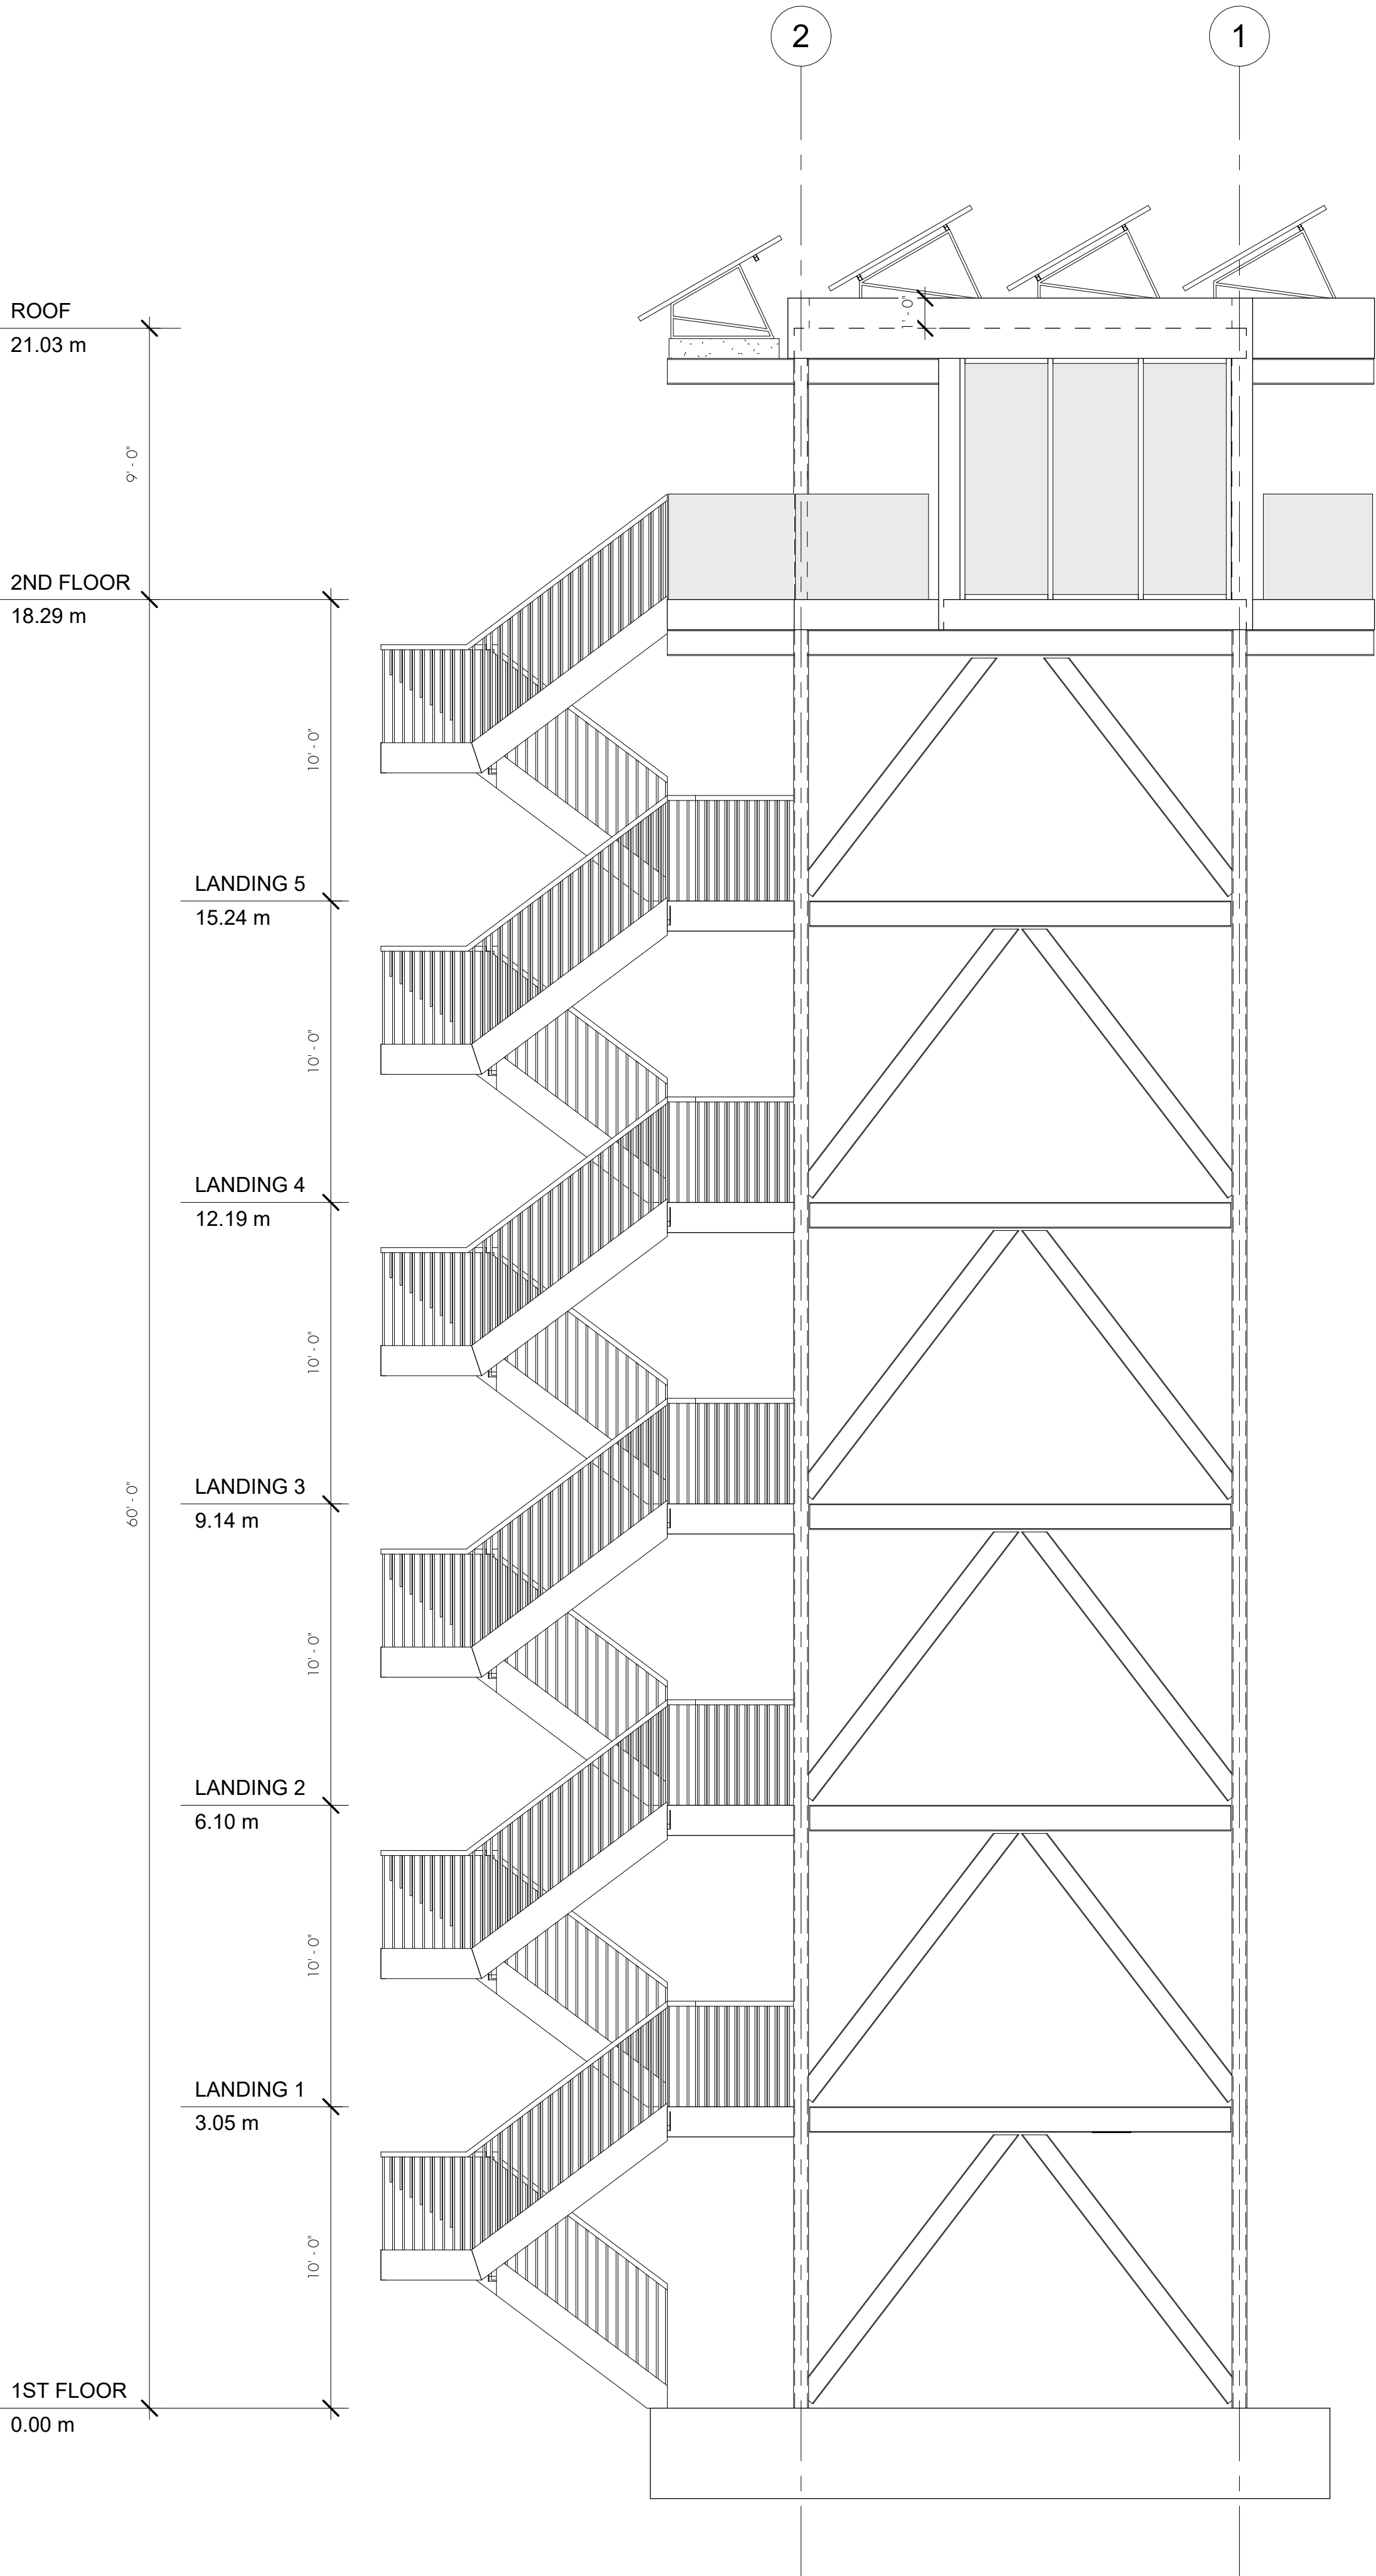 2
1
ROOF
21.03 m
1' - 0"
9' - 0"
2ND FLOOR
18.29 m
10' - 0"
LANDING 5
15.24 m
10' - 0"
LANDING 4
12.19 m
10' - 0"
LANDING 3
9.14 m
60' - 0"
10' - 0"
LANDING 2
6.10 m
10' - 0"
LANDING 1
3.05 m
10' - 0"
1ST FLOOR
0.00 m